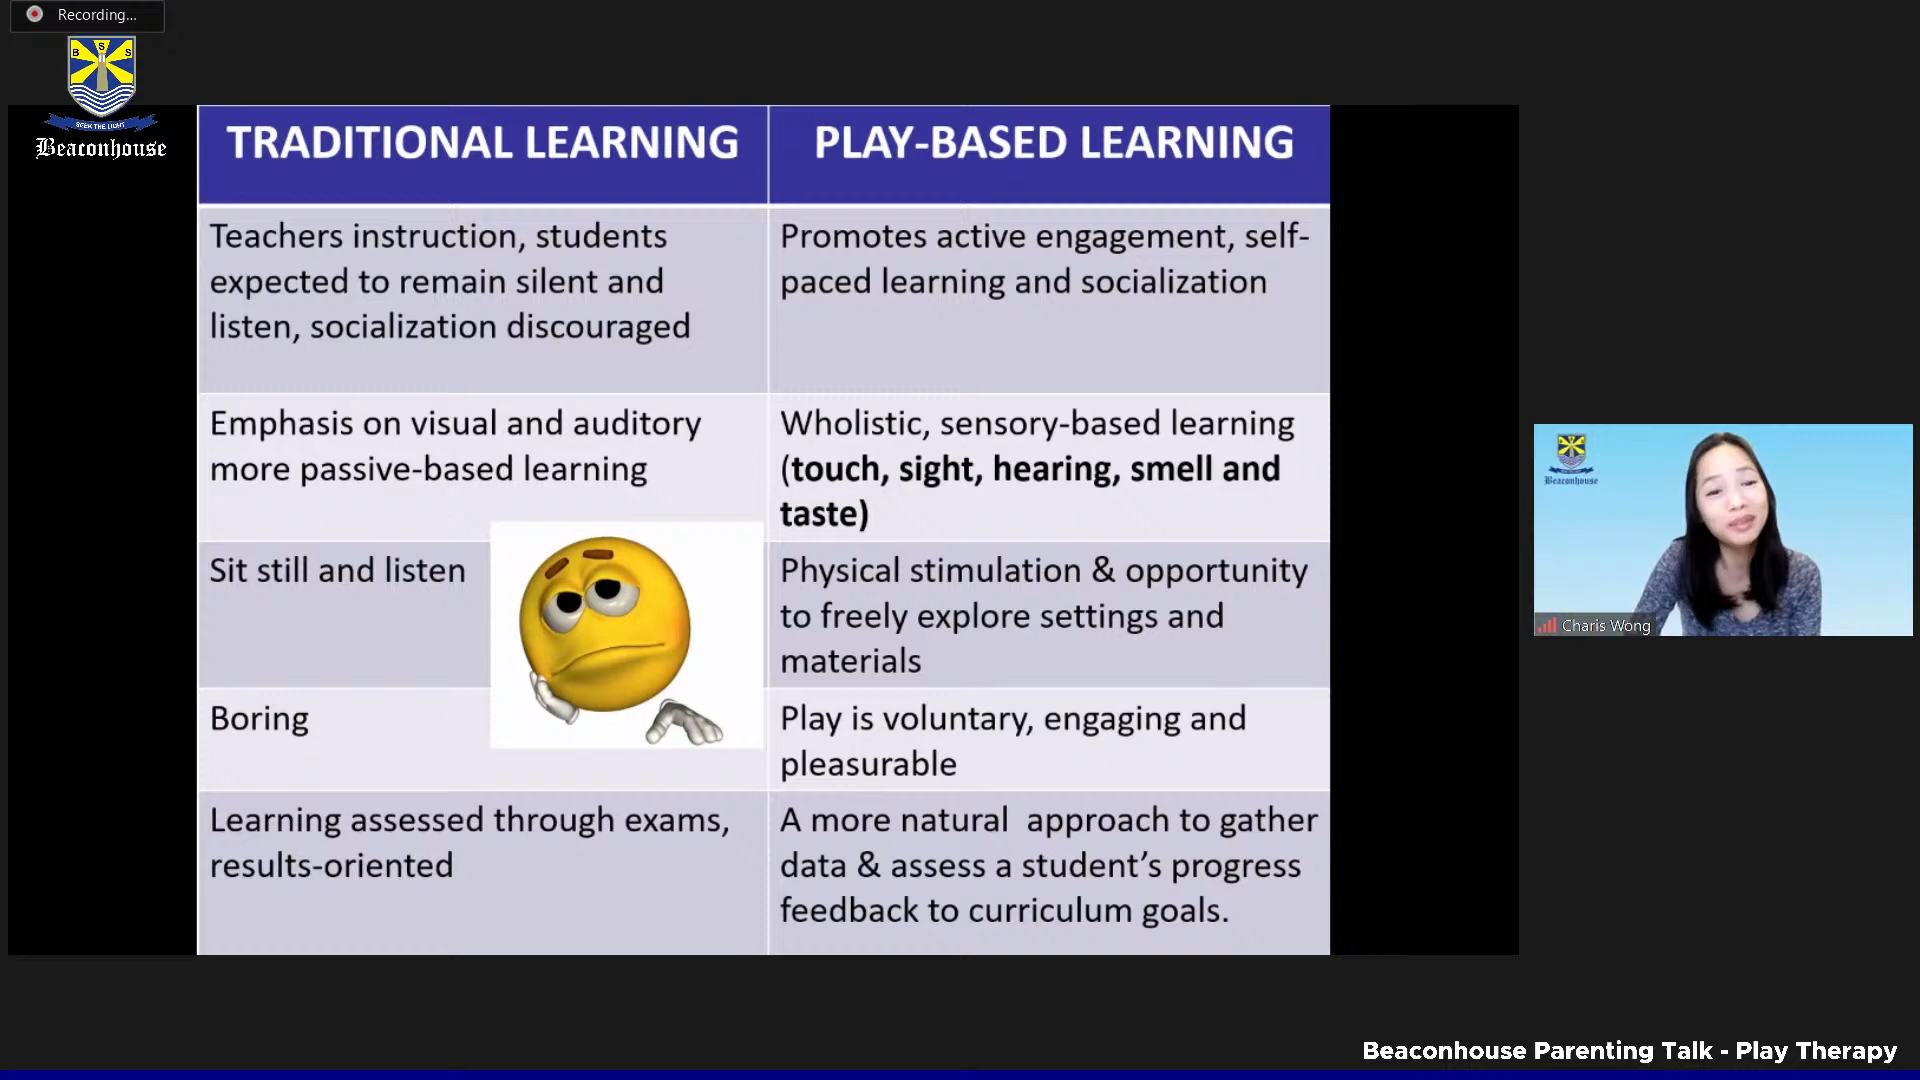 Recording...
B S S
SEEK THE LIGHT
Beaconhouse
TRADITIONAL LEARNING
PLAY-BASED LEARNING
Teachers instruction, students
expected to remain silent and
listen, socialization discouraged
Promotes active engagement, self-
paced learning and socialization
Emphasis on visual and auditory
more passive-based learning
Wholistic, sensory-based learning
(touch, sight, hearing, smell and
taste)
Sit still and listen
Physical stimulation & opportunity
to freely explore settings and
materials
Boring
Play is voluntary, engaging and
pleasurable
Learning assessed through exams,
results-oriented
A more natural  approach to gather
data & assess a student’s progress
feedback to curriculum goals.
Beaconhouse
Charis Wong
Beaconhouse Parenting Talk - Play Therapy